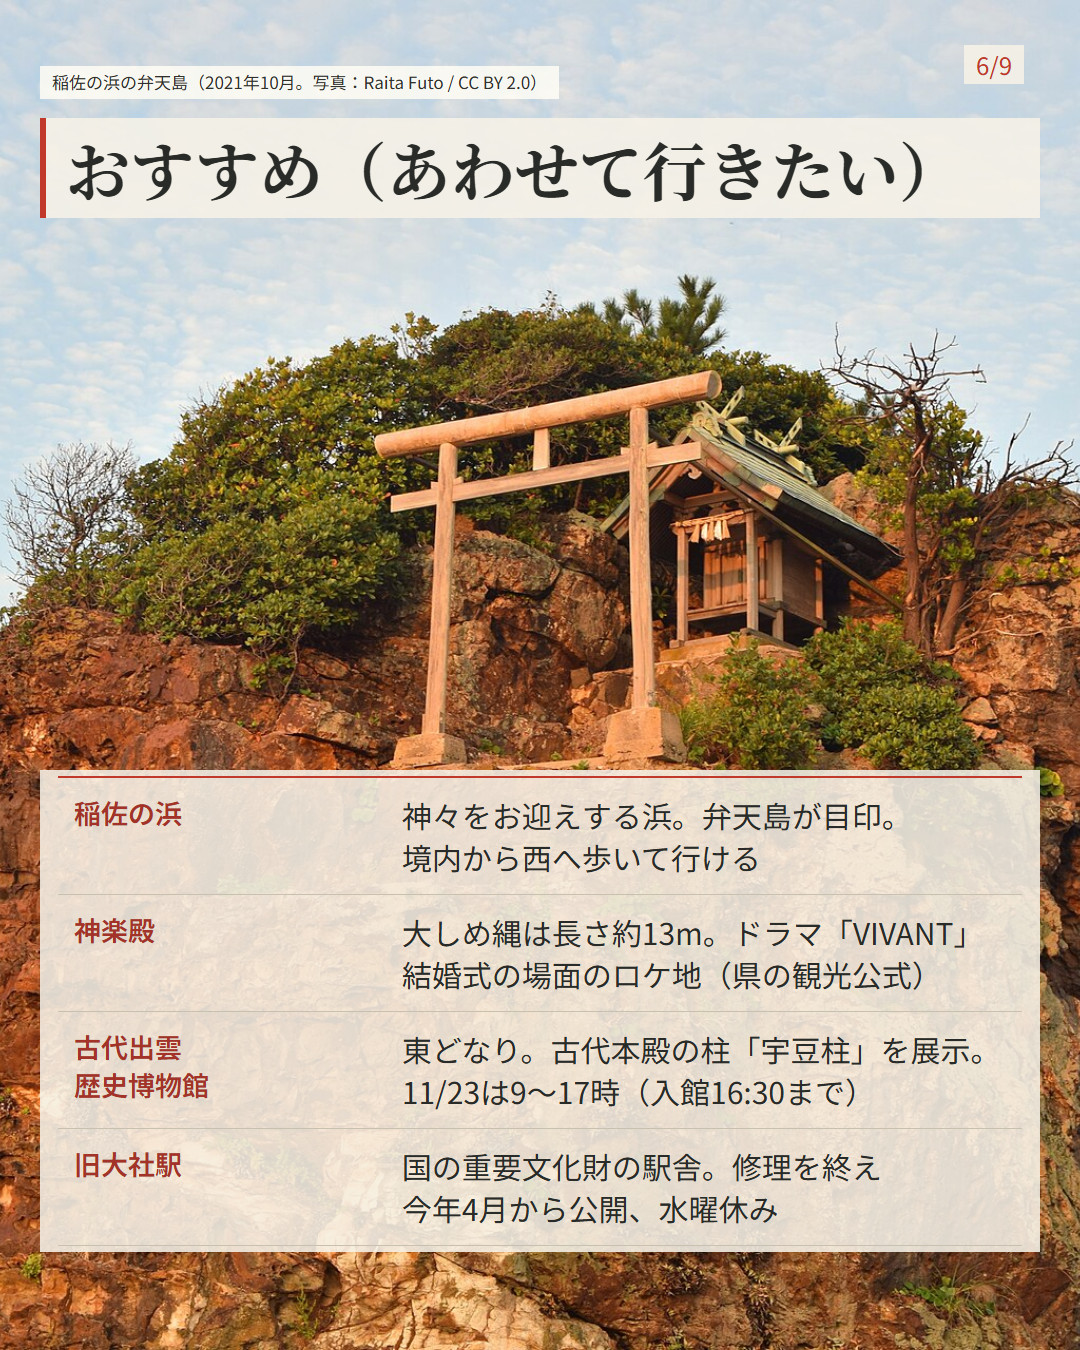 6/9
稲佐の浜の弁天島（2021年10月。写真：Raita Futo / CC BY 2.0）
おすすめ（あわせて行きたい）
稲佐の浜
神々をお迎えする浜。弁天島が目印。
境内から西へ歩いて行ける
神楽殿
大しめ縄は長さ約13m。ドラマ「VIVANT」
結婚式の場面のロケ地（県の観光公式）
古代出雲
歴史博物館
東どなり。古代本殿の柱「宇豆柱」を展示。
11/23は9〜17時（入館16:30まで）
旧大社駅
国の重要文化財の駅舎。修理を終え
今年4月から公開、水曜休み